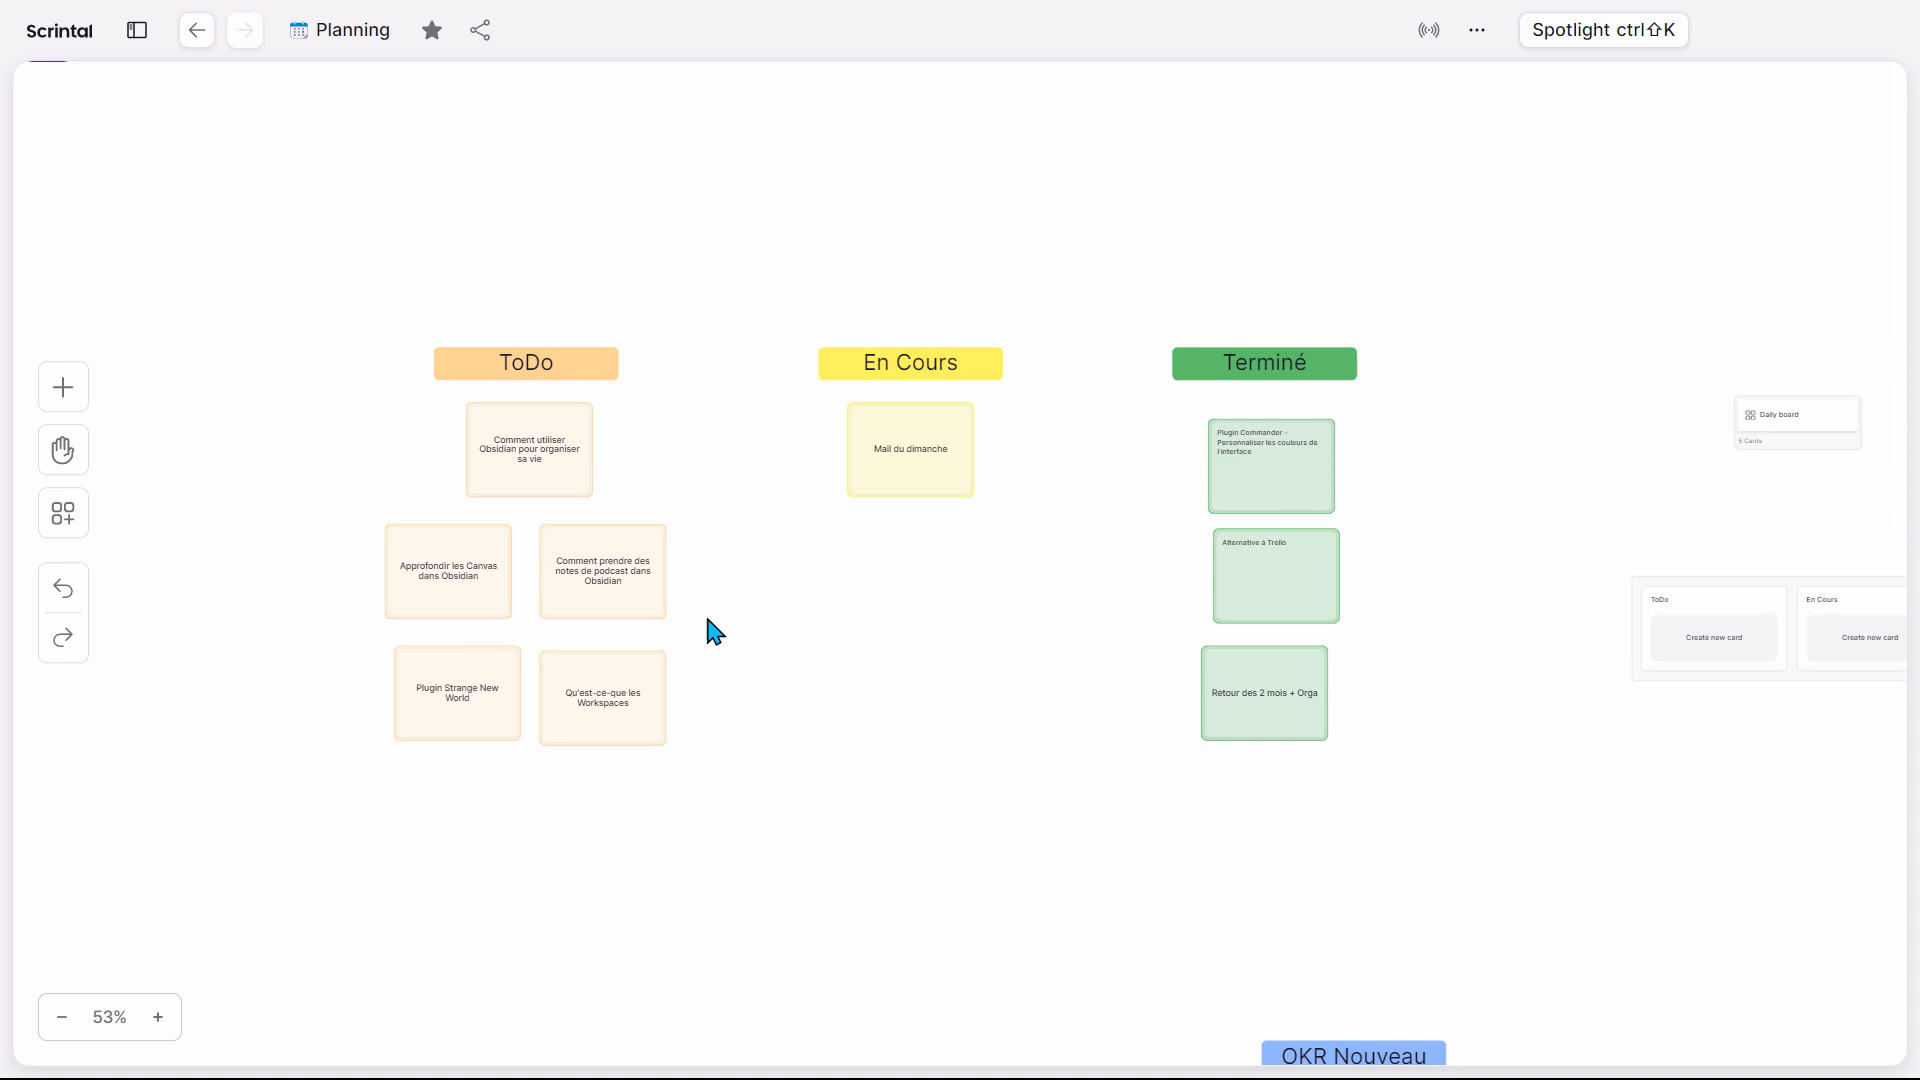 Scrintal
Planning
Spotlight ctrl⇧K
ToDo
En Cours
Terminé
Comment utiliser
Obsidian pour organiser
sa vie
Mail du dimanche
Plugin Commander -
Personnaliser les couleurs de
l'interface
Daily board
5 Cards
Approfondir les Canvas
dans Obsidian
Comment prendre des
notes de podcast dans
Obsidian
Alternative à Trello
ToDo
En Cours
Create new card
Create new card
Plugin Strange New
World
Qu'est-ce-que les
Workspaces
Retour des 2 mois + Orga
53%
OKR Nouveau